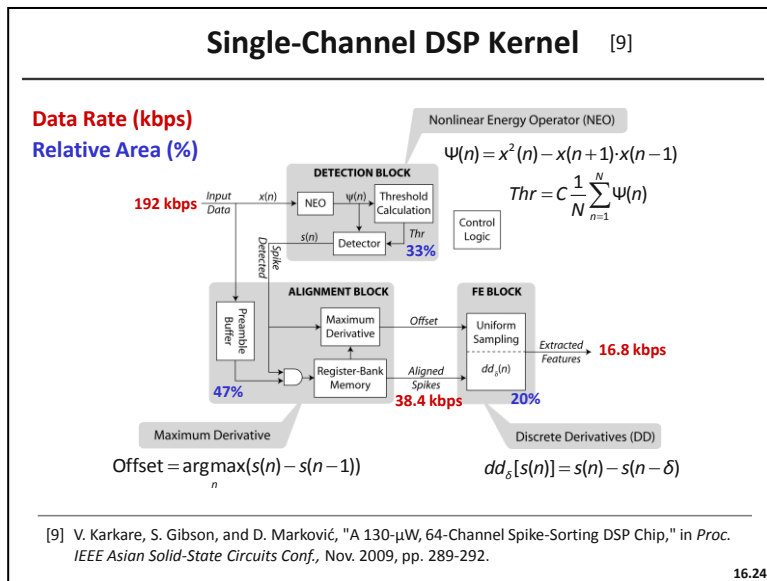 Single-Channel DSP Kernel [9]
Data Rate (kbps)
Relative Area (%)
Nonlinear Energy Operator (NEO)
Ψ(n) = x²(n) − x(n+1)·x(n−1)
Thr = C 1/N ∑_{n=1}^{N} Ψ(n)
DETECTION BLOCK
192 kbps
Input
Data
x(n)
NEO
ψ(n)
Threshold
Calculation
Thr
s(n)
Detector
33%
Control
Logic
Spike
Detected
ALIGNMENT BLOCK
Preamble
Buffer
Maximum
Derivative
Offset
Register-Bank
Memory
Aligned
Spikes
47%
38.4 kbps
FE BLOCK
Uniform
Sampling
dd_δ(n)
20%
Extracted
Features
16.8 kbps
Maximum Derivative
Offset = argmax_n (s(n) − s(n−1))
Discrete Derivatives (DD)
dd_δ[s(n)] = s(n) − s(n−δ)
[9] V. Karkare, S. Gibson, and D. Marković, "A 130-μW, 64-Channel Spike-Sorting DSP Chip," in Proc.
IEEE Asian Solid-State Circuits Conf., Nov. 2009, pp. 289-292.
16.24